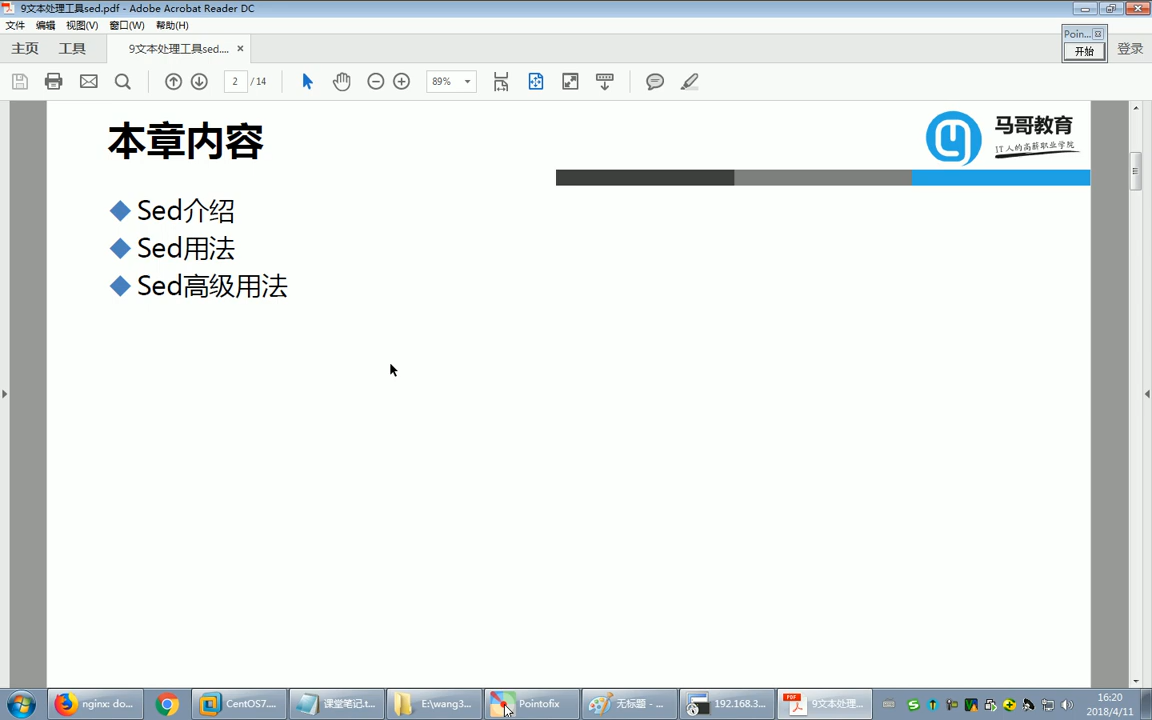 9文本处理工具sed.pdf - Adobe Acrobat Reader DC
文件 编辑 视图(V) 窗口(W) 帮助(H)
Poin...
主页 工具 9文本处理工具sed.... × 开始 登录
2 / 14 89%
本章内容
马哥教育
IT人的高薪职业学院
Sed介绍
Sed用法
Sed高级用法
nginx: do... CentOS7.... 课堂笔记.t... E:\wang3... Pointofix 无标题 - ... 192.168.3... 9文本处理...
16:20
2018/4/11